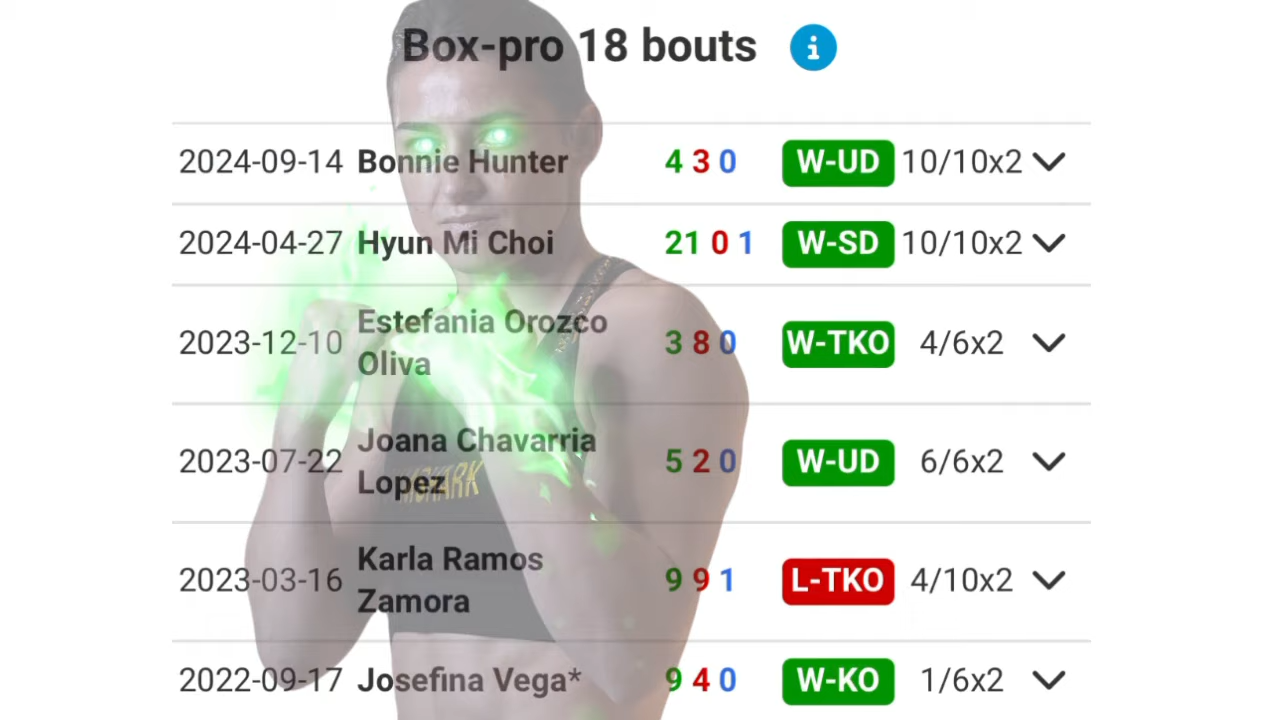 Box-pro 18 bouts i
2024-09-14 Bonnie Hunter 4 3 0 W-UD 10/10x2
2024-04-27 Hyun Mi Choi 21 0 1 W-SD 10/10x2
2023-12-10 Estefania Orozco Oliva 3 8 0 W-TKO 4/6x2
2023-07-22 Joana Chavarria Lopez 5 2 0 W-UD 6/6x2
2023-03-16 Karla Ramos Zamora 9 9 1 L-TKO 4/10x2
2022-09-17 Josefina Vega* 9 4 0 W-KO 1/6x2